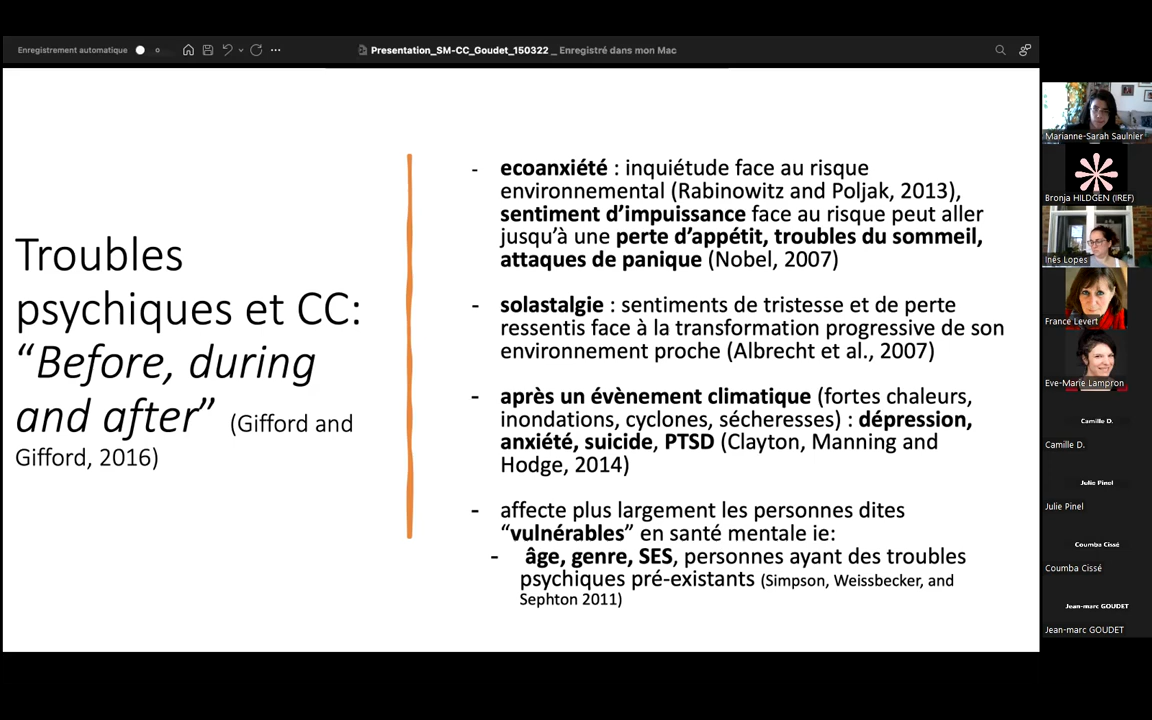 Enregistrement automatique
Presentation_SM-CC_Goudet_150322 _ Enregistré dans mon Mac
Troubles
psychiques et CC:
“Before, during
and after” (Gifford and
Gifford, 2016)
- ecoanxiété : inquiétude face au risque
environnemental (Rabinowitz and Poljak, 2013),
sentiment d’impuissance face au risque peut aller
jusqu’à une perte d’appétit, troubles du sommeil,
attaques de panique (Nobel, 2007)
- solastalgie : sentiments de tristesse et de perte
ressentis face à la transformation progressive de son
environnement proche (Albrecht et al., 2007)
- après un évènement climatique (fortes chaleurs,
inondations, cyclones, sécheresses) : dépression,
anxiété, suicide, PTSD (Clayton, Manning and
Hodge, 2014)
- affecte plus largement les personnes dites
“vulnérables” en santé mentale ie:
- âge, genre, SES, personnes ayant des troubles
psychiques pré-existants (Simpson, Weissbecker, and
Sephton 2011)
Marianne-Sarah Saulnier
Bronja HILDGEN (IREF)
Inés Lopes
France Levert
Eve-Marie Lampron
Camille D.
Camille D.
Julie Pinel
Julie Pinel
Coumba Cissé
Coumba Cissé
Jean-marc GOUDET
Jean-marc GOUDET